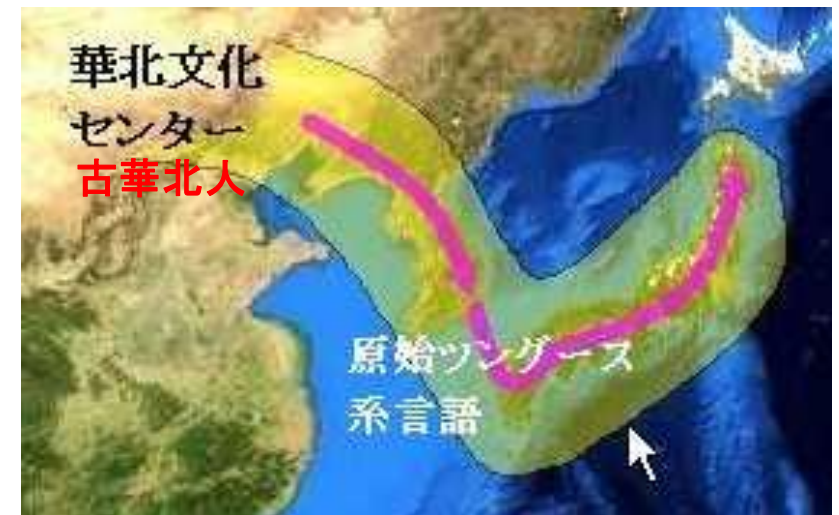 華北文化
センター
古華北人
原始ツングース
系言語